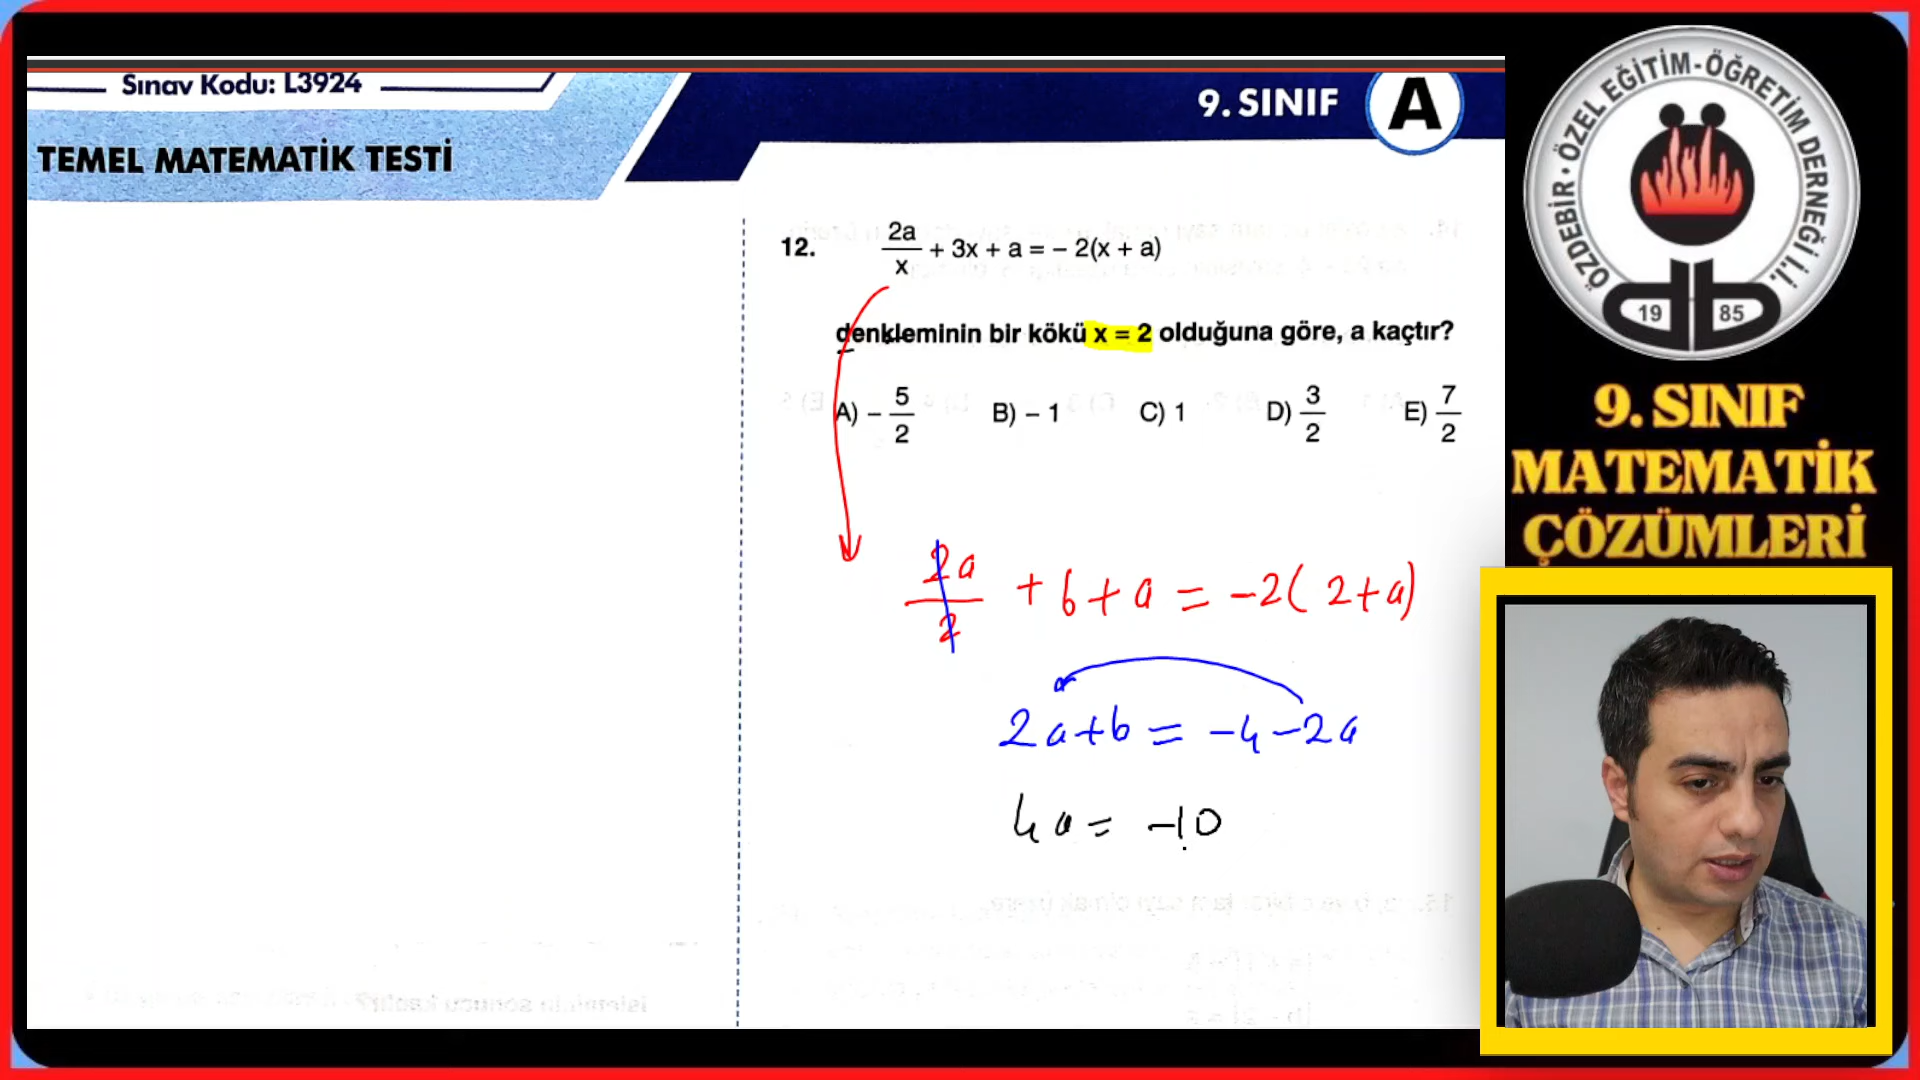 Sınav Kodu: L3924
TEMEL MATEMATİK TESTİ
9. SINIF A
12. 2a/x + 3x + a = – 2(x + a)
denkleminin bir kökü x = 2 olduğuna göre, a kaçtır?
A) – 5/2 B) – 1 C) 1 D) 3/2 E) 7/2
2a/2 + 6 + a = -2( 2+a)
2a+6 = -4-2a
4a = -10
ÖZDEBİR · ÖZEL EĞİTİM-ÖĞRETİM DERNEĞİ İ.İ.
19 85
9. SINIF
MATEMATİK
ÇÖZÜMLERİ